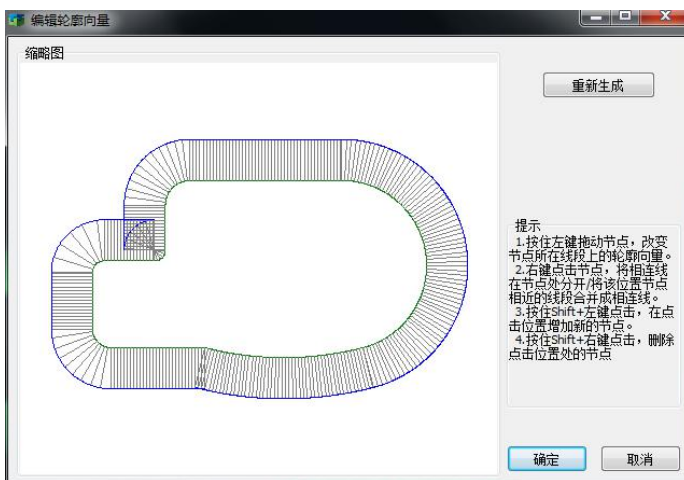 编辑轮廓向量
缩略图
重新生成
提示
1.按住左键拖动节点，改变
节点所在线段上的轮廓向量。
2.右键点击节点，将相连线
在节点处分开/将该位置节点
相近的线段合并成相连线。
3.按住Shift+左键点击，在点
击位置增加新的节点。
4.按住Shift+右键点击，删除
点击位置处的节点
确定
取消